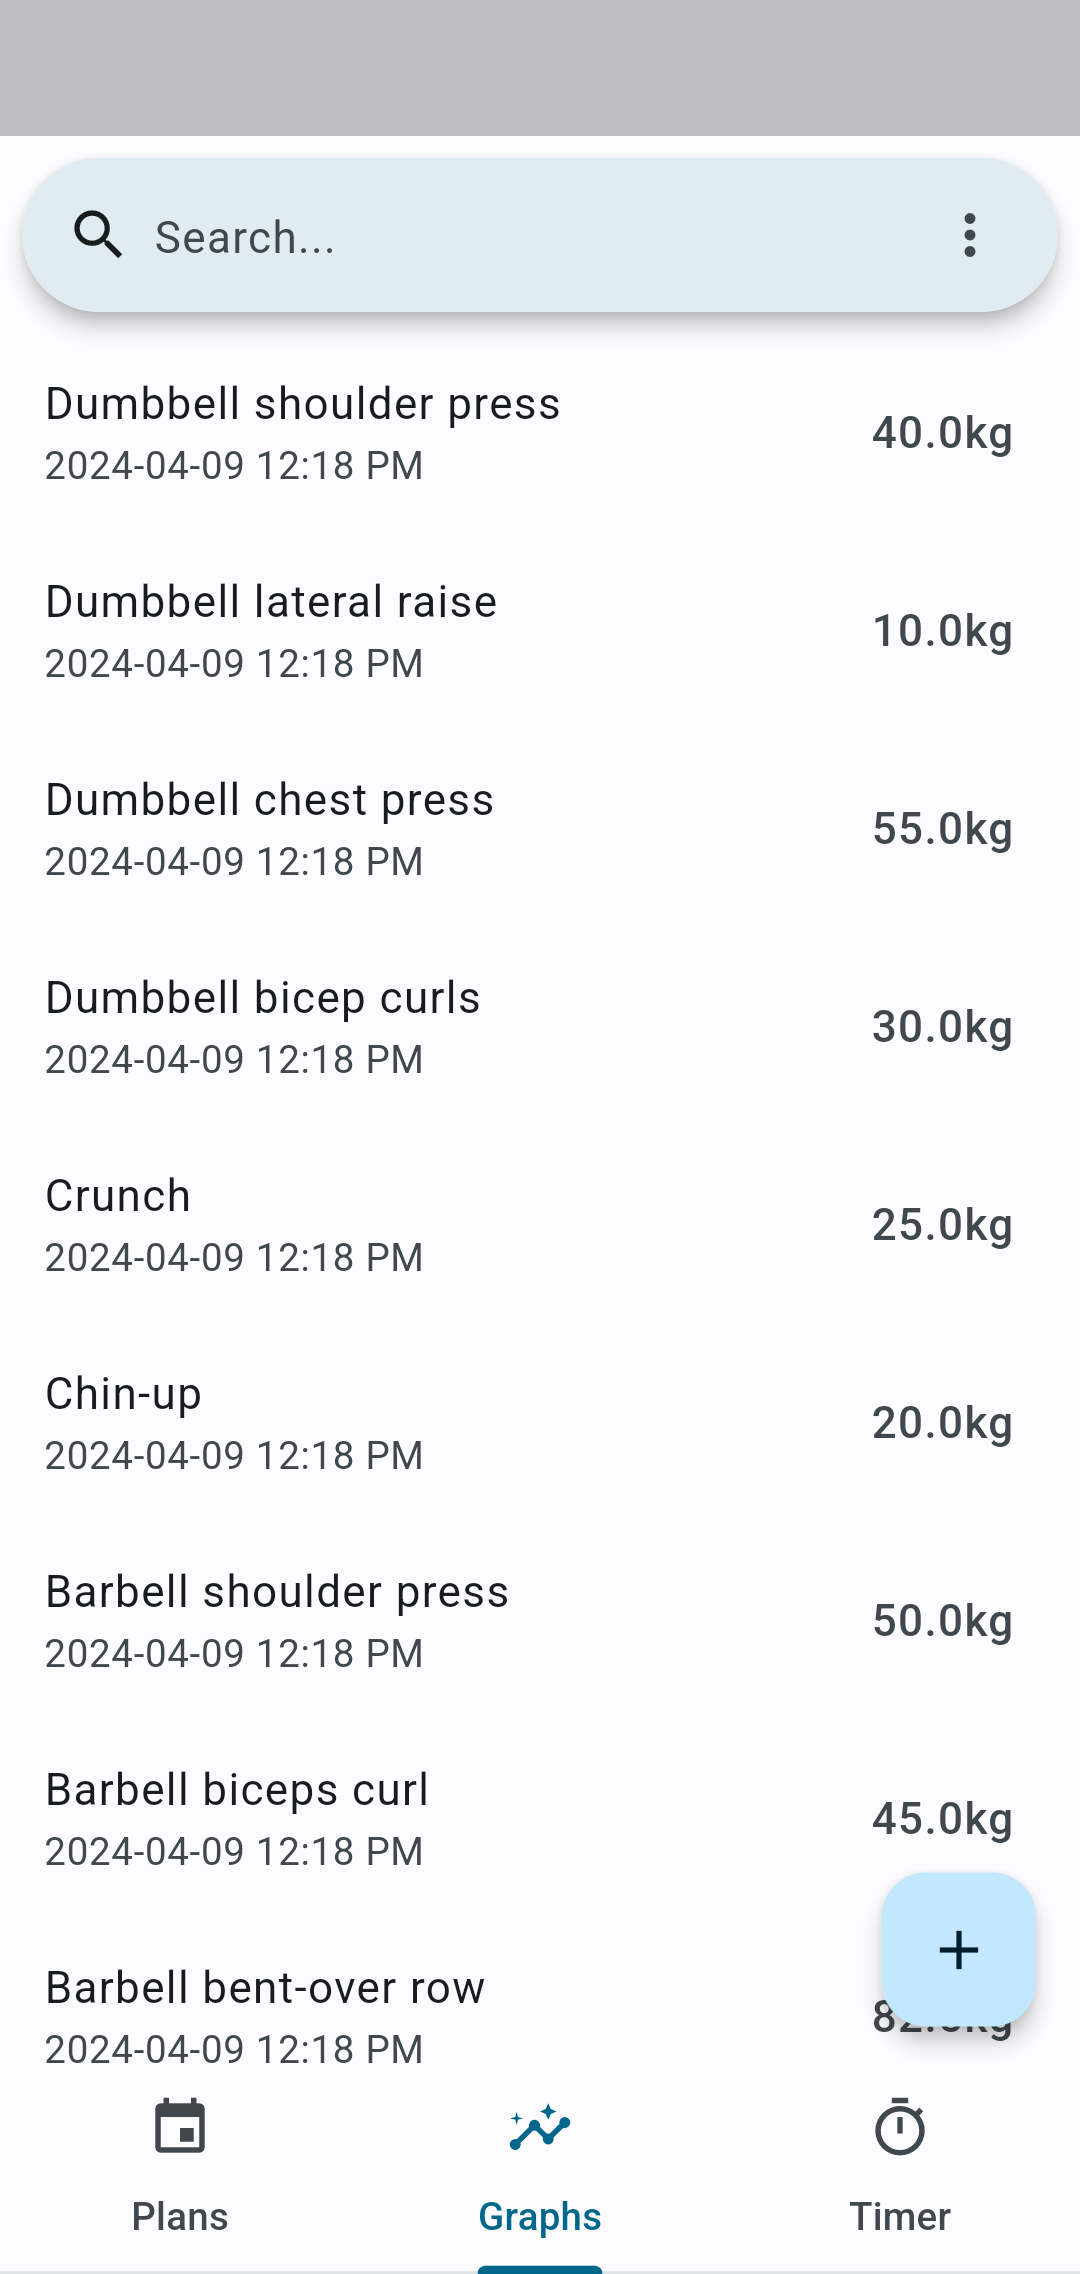 Search...
Dumbbell shoulder press
2024-04-09 12:18 PM
40.0kg
Dumbbell lateral raise
2024-04-09 12:18 PM
10.0kg
Dumbbell chest press
2024-04-09 12:18 PM
55.0kg
Dumbbell bicep curls
2024-04-09 12:18 PM
30.0kg
Crunch
2024-04-09 12:18 PM
25.0kg
Chin-up
2024-04-09 12:18 PM
20.0kg
Barbell shoulder press
2024-04-09 12:18 PM
50.0kg
Barbell biceps curl
2024-04-09 12:18 PM
45.0kg
Barbell bent-over row
2024-04-09 12:18 PM
Plans
Graphs
Timer